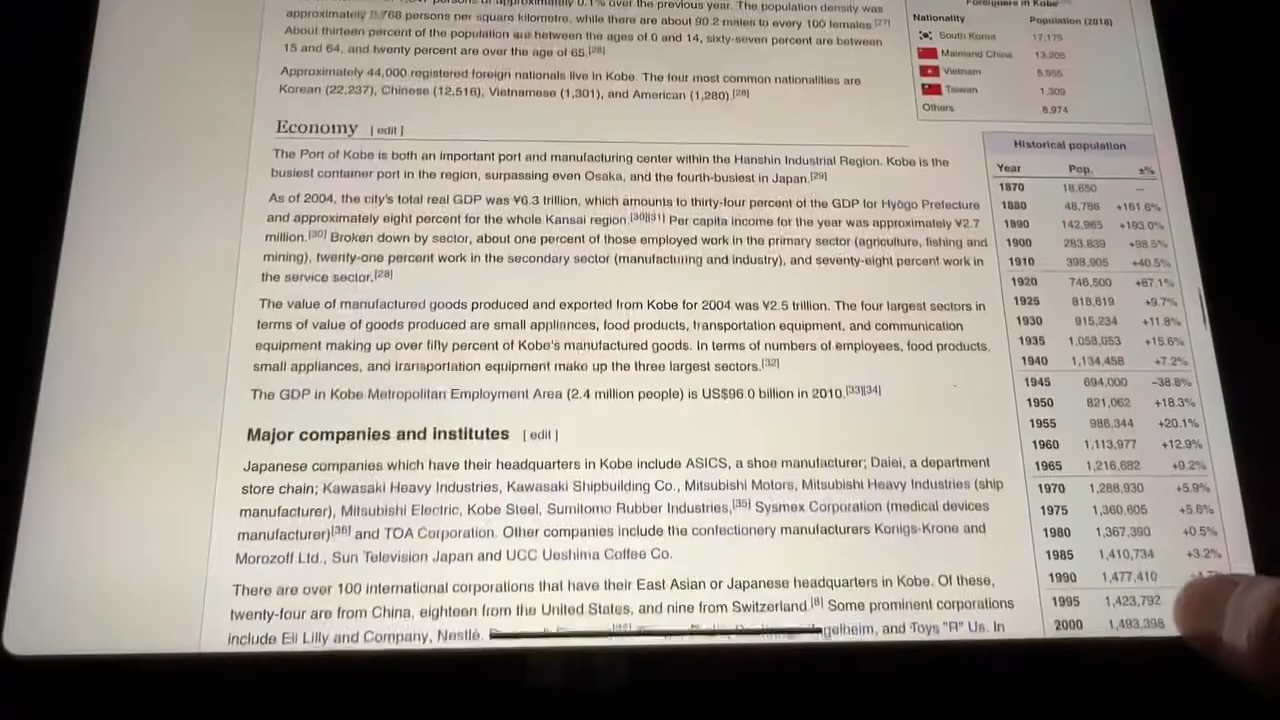 persons or approximately 0.1% over the previous year. The population density was
approximately 768 persons per square kilometre, while there are about 90.2 males to every 100 females.[27]
About thirteen percent of the population are between the ages of 0 and 14, sixty-seven percent are between
15 and 64, and twenty percent are over the age of 65.[28]
Approximately 44,000 registered foreign nationals live in Kobe. The four most common nationalities are
Korean (22,237), Chinese (12,516), Vietnamese (1,301), and American (1,280).[28]
Economy [ edit ]
The Port of Kobe is both an important port and manufacturing center within the Hanshin Industrial Region. Kobe is the
busiest container port in the region, surpassing even Osaka, and the fourth-busiest in Japan.[29]
As of 2004, the city's total real GDP was ¥6.3 trillion, which amounts to thirty-four percent of the GDP for Hyōgo Prefecture
and approximately eight percent for the whole Kansai region.[30][31] Per capita income for the year was approximately ¥2.7
million.[30] Broken down by sector, about one percent of those employed work in the primary sector (agriculture, fishing and
mining), twenty-one percent work in the secondary sector (manufacturing and industry), and seventy-eight percent work in
the service sector.[28]
The value of manufactured goods produced and exported from Kobe for 2004 was ¥2.5 trillion. The four largest sectors in
terms of value of goods produced are small appliances, food products, transportation equipment, and communication
equipment making up over fifty percent of Kobe's manufactured goods. In terms of numbers of employees, food products,
small appliances, and transportation equipment make up the three largest sectors.[32]
The GDP in Kobe Metropolitan Employment Area (2.4 million people) is US$96.0 billion in 2010.[33][34]
Major companies and institutes [ edit ]
Japanese companies which have their headquarters in Kobe include ASICS, a shoe manufacturer; Daiei, a department
store chain; Kawasaki Heavy Industries, Kawasaki Shipbuilding Co., Mitsubishi Motors, Mitsubishi Heavy Industries (ship
manufacturer), Mitsubishi Electric, Kobe Steel, Sumitomo Rubber Industries,[35] Sysmex Corporation (medical devices
manufacturer)[36] and TOA Corporation. Other companies include the confectionery manufacturers Konigs-Krone and
Morozoff Ltd., Sun Television Japan and UCC Ueshima Coffee Co.
There are over 100 international corporations that have their East Asian or Japanese headquarters in Kobe. Of these,
twenty-four are from China, eighteen from the United States, and nine from Switzerland.[8] Some prominent corporations
include Eli Lilly and Company, Nestlé, ngelheim, and Toys "R" Us. In
Foreigners in Kobe
Nationality Population (2018)
South Korea 17,175
Mainland China 13,205
Vietnam 5,955
Taiwan 1,309
Others 6,974
Historical population
Year Pop. ±%
1870 18,650 —
1880 48,786 +161.6%
1890 142,965 +193.0%
1900 283,839 +98.5%
1910 398,905 +40.5%
1920 746,500 +87.1%
1925 818,619 +9.7%
1930 915,234 +11.8%
1935 1,058,053 +15.6%
1940 1,134,458 +7.2%
1945 694,000 −38.8%
1950 821,062 +18.3%
1955 986,344 +20.1%
1960 1,113,977 +12.9%
1965 1,216,682 +9.2%
1970 1,288,930 +5.9%
1975 1,360,605 +5.6%
1980 1,367,390 +0.5%
1985 1,410,734 +3.2%
1990 1,477,410
1995 1,423,792
2000 1,493,398